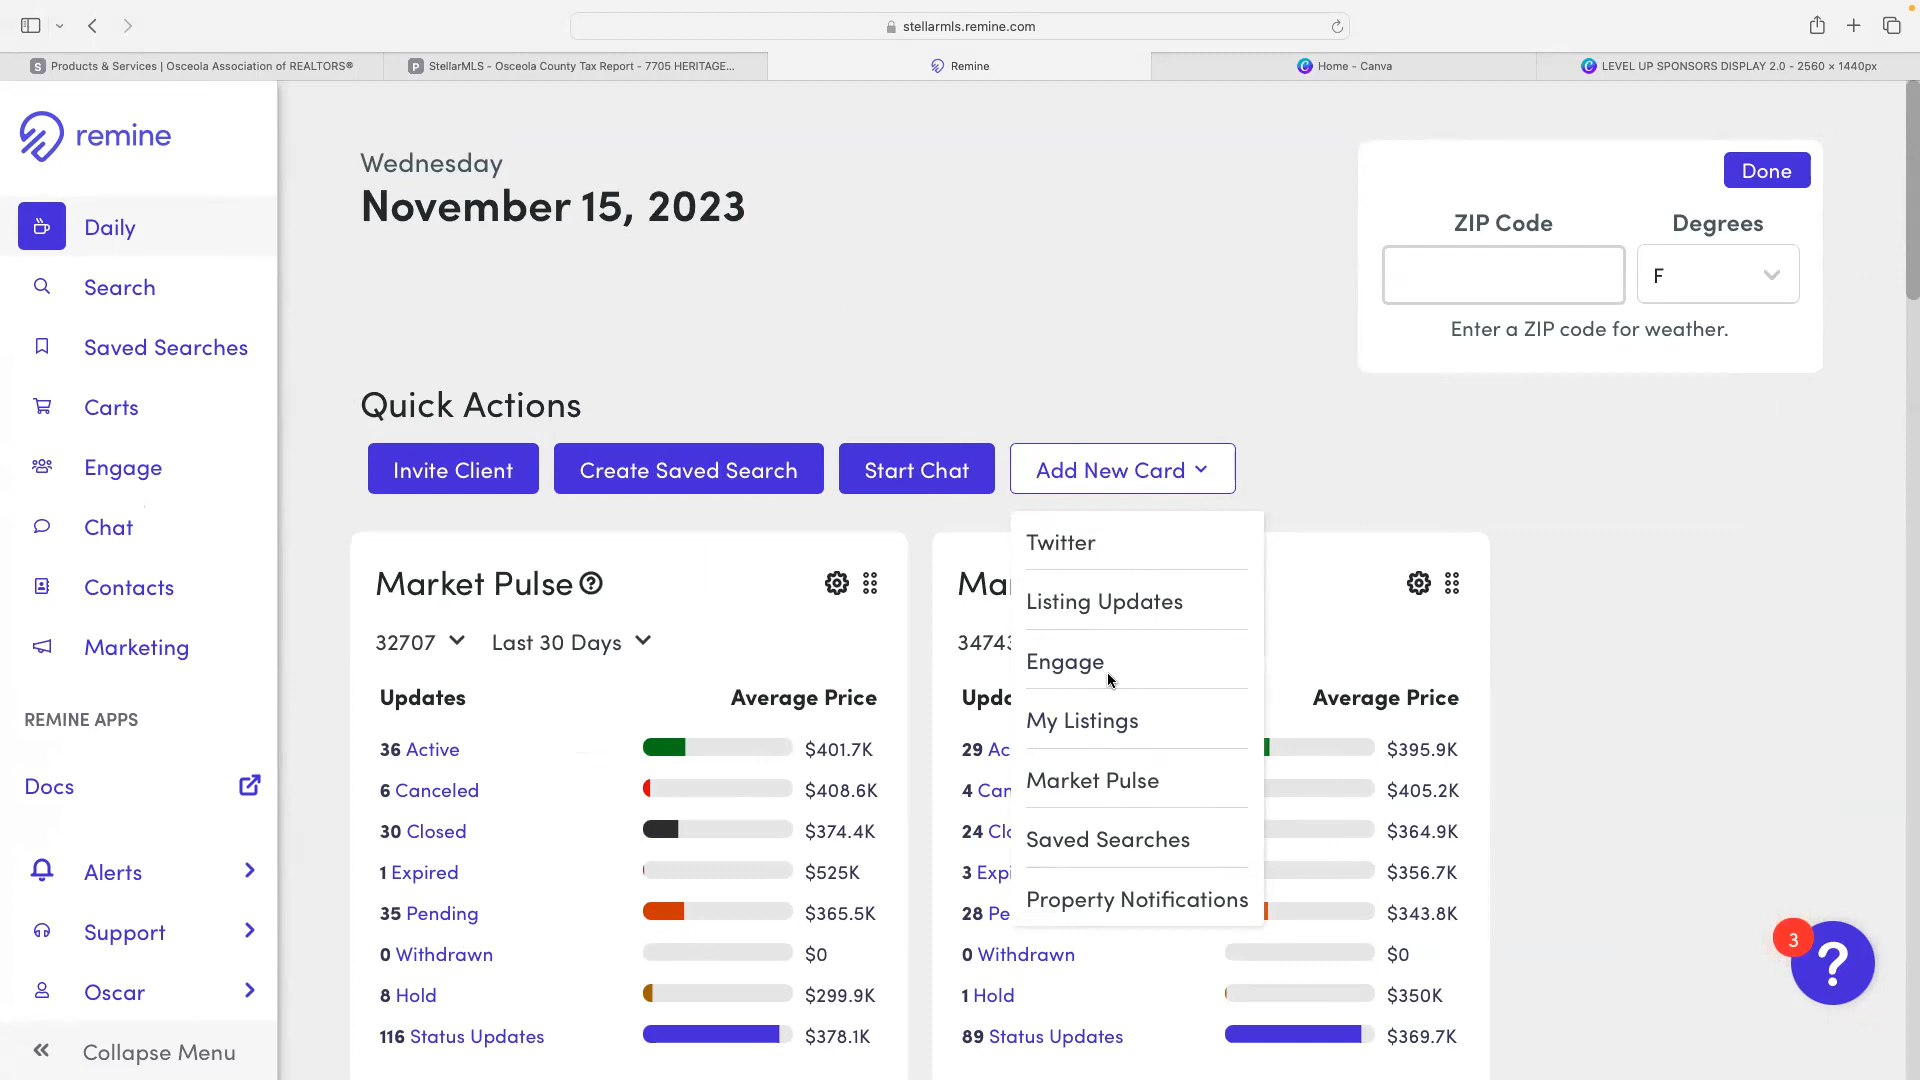 stellarmls.remine.com
Products & Services | Osceola Association of REALTORS®
StellarMLS - Osceola County Tax Report - 7705 HERITAGE...
Remine
Home - Canva
LEVEL UP SPONSORS DISPLAY 2.0 - 2560 × 1440px
remine
Daily
Search
Saved Searches
Carts
Engage
Chat
Contacts
Marketing
REMINE APPS
Docs
Alerts
Support
Oscar
Collapse Menu
Wednesday
November 15, 2023
Done
ZIP Code Degrees
F
Enter a ZIP code for weather.
Quick Actions
Invite Client Create Saved Search Start Chat Add New Card
Twitter
Listing Updates
Engage
My Listings
Market Pulse
Saved Searches
Property Notifications
Market Pulse
32707 Last 30 Days
Updates Average Price
36 Active $401.7K
6 Canceled $408.6K
30 Closed $374.4K
1 Expired $525K
35 Pending $365.5K
0 Withdrawn $0
8 Hold $299.9K
116 Status Updates $378.1K
Ma
3474
Upd Average Price
29 Ac $395.9K
4 Can $405.2K
24 Clo $364.9K
3 Expi $356.7K
28 Pe $343.8K
0 Withdrawn $0
1 Hold $350K
89 Status Updates $369.7K
3
?